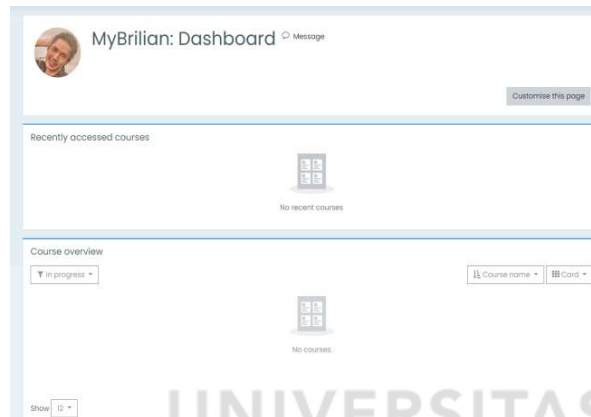 MyBrilian: Dashboard Message
Customise this page
Recently accessed courses
No recent courses
Course overview
In progress
Course name Card
No courses
Show 12
UNIVERSITAS